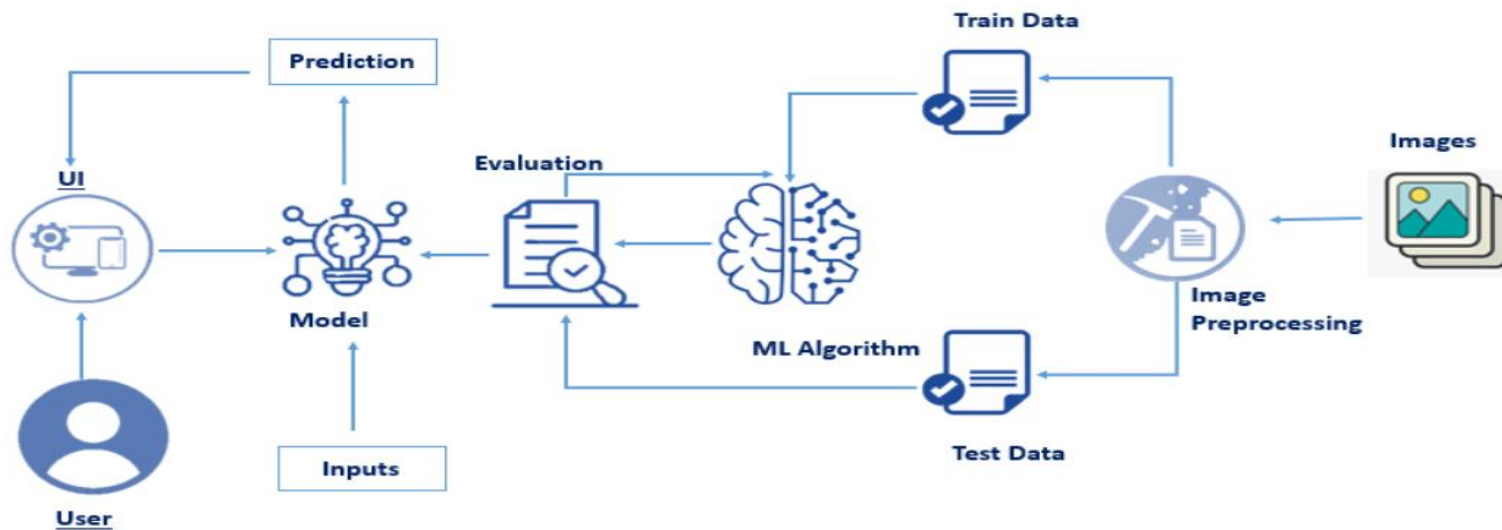 Train Data
Prediction
Images
Evaluation
UI
Image
Preprocessing
Model
ML Algorithm
Test Data
Inputs
User